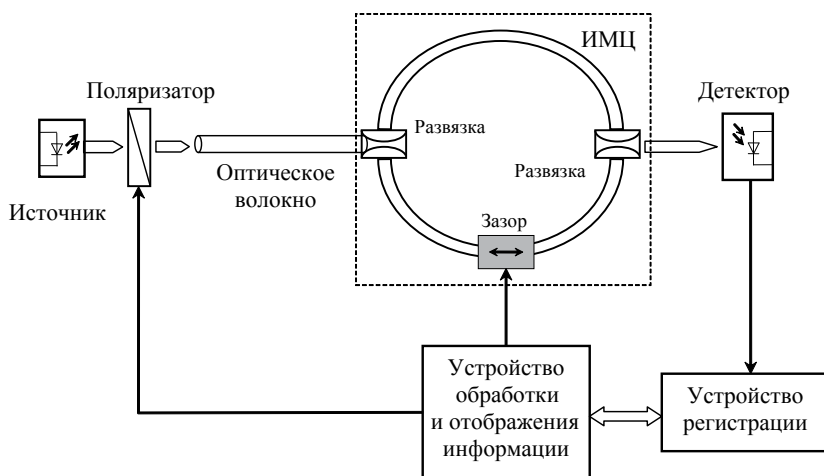 ИМЦ
Поляризатор
Детектор
Развязка
Развязка
Оптическое
волокно
Источник
Зазор
Устройство
обработки
и отображения
информации
Устройство
регистрации